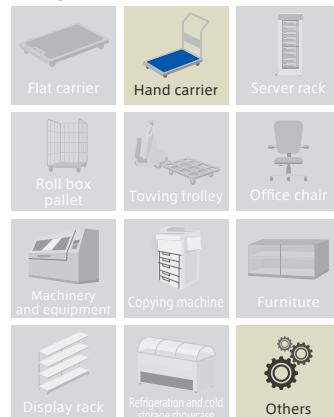 Flat carrier
Hand carrier
Server rack
Roll box
pallet
Towing trolley
Office chair
Machinery
and equipment
Copying machine
Furniture
Display rack
Refrigeration and cold
storage showcase
Others